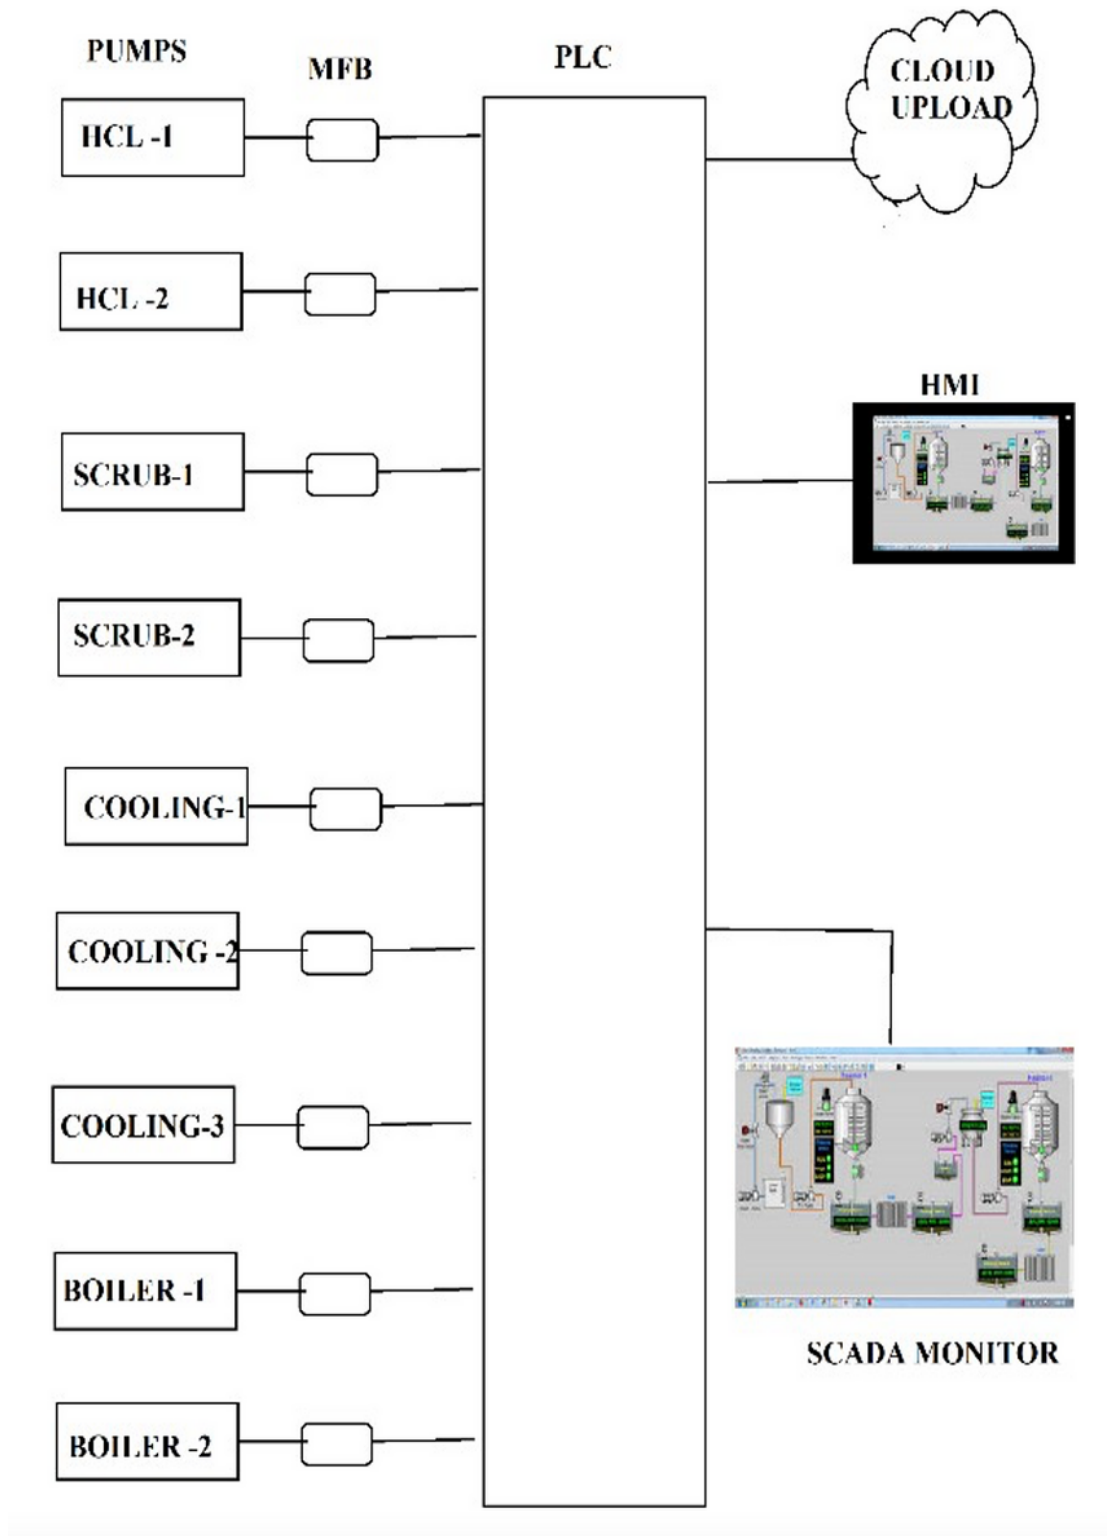 PUMPS
MFB
PLC
CLOUD
UPLOAD
HCL -1
HCL -2
HMI
SCRUB-1
SCRUB-2
COOLING-1
COOLING -2
COOLING-3
BOILER -1
SCADA MONITOR
BOILER -2